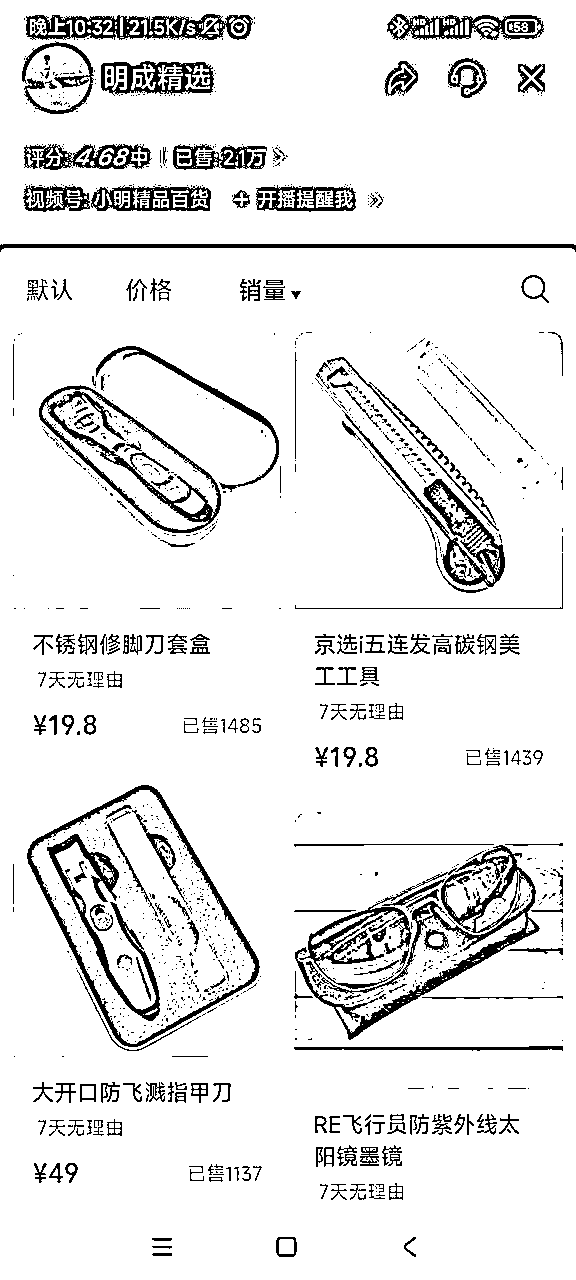 晚上10:32 | 21.5K/s
58
明成精选
评分 4.68中 | 已售 2.1万
视频号: 小明精品百货 + 开播提醒我
默认 价格 销量
不锈钢修脚刀套盒
7天无理由
¥19.8 已售1485
京选i五连发高碳钢美
工工具
7天无理由
¥19.8 已售1439
大开口防飞溅指甲刀
7天无理由
¥49 已售1137
RE飞行员防紫外线太
阳镜墨镜
7天无理由